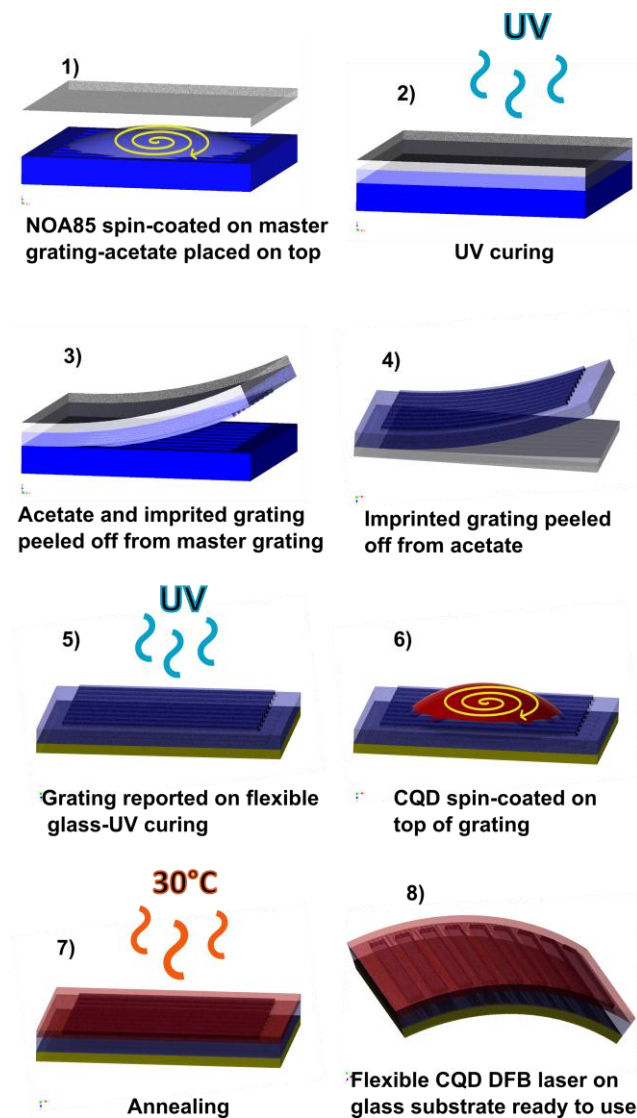 1)
NOA85 spin-coated on master
grating-acetate placed on top
UV
2)
UV curing
3)
Acetate and imprited grating
peeled off from master grating
4)
Imprinted grating peeled
off from acetate
UV
5)
Grating reported on flexible
glass-UV curing
6)
CQD spin-coated on
top of grating
30°C
7)
Annealing
8)
Flexible CQD DFB laser on
glass substrate ready to use